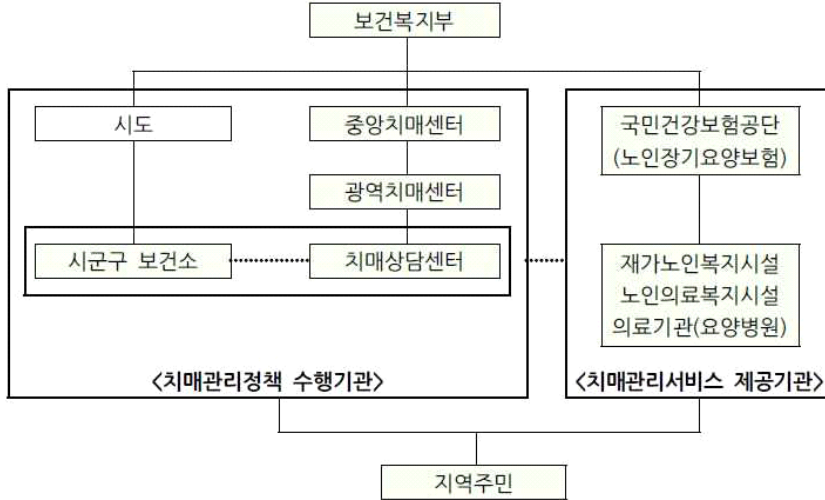 보건복지부
시도
중앙치매센터
국민건강보험공단
(노인장기요양보험)
광역치매센터
시군구 보건소
치매상담센터
재가노인복지시설
노인의료복지시설
의료기관(요양병원)
<치매관리정책 수행기관>
<치매관리서비스 제공기관>
지역주민